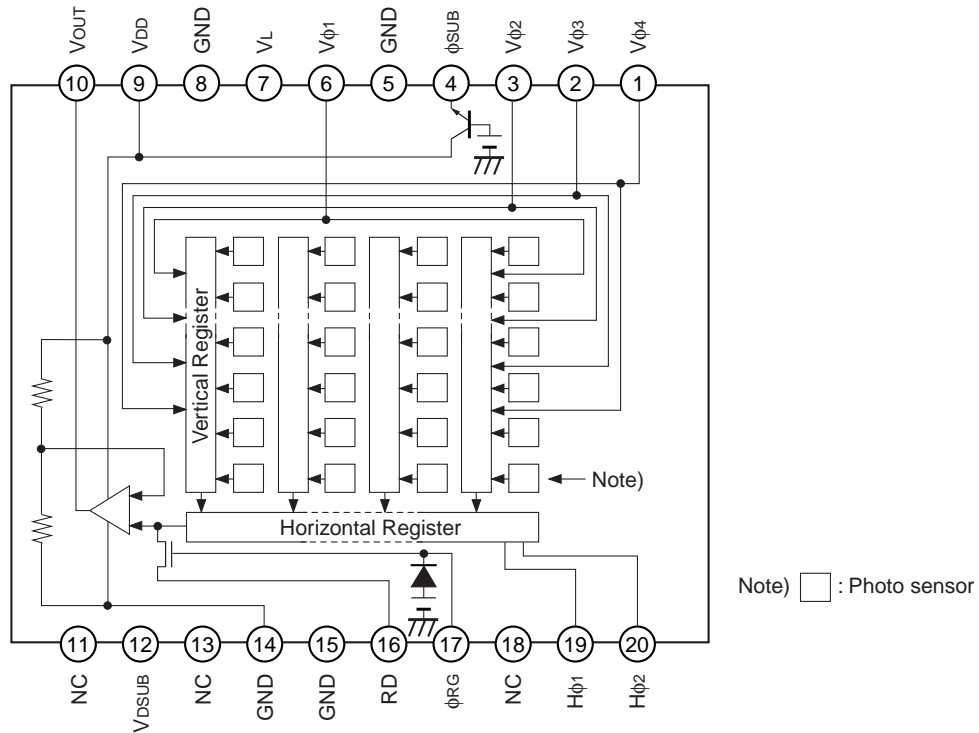 VOUT
VDD
GND
VL
Vϕ1
GND
ϕSUB
Vϕ2
Vϕ3
Vϕ4
10
9
8
7
6
5
4
3
2
1
Vertical Register
Note)
Horizontal Register
Note) : Photo sensor
11
12
13
14
15
16
17
18
19
20
NC
VDSUB
NC
GND
GND
RD
ϕRG
NC
Hϕ1
Hϕ2